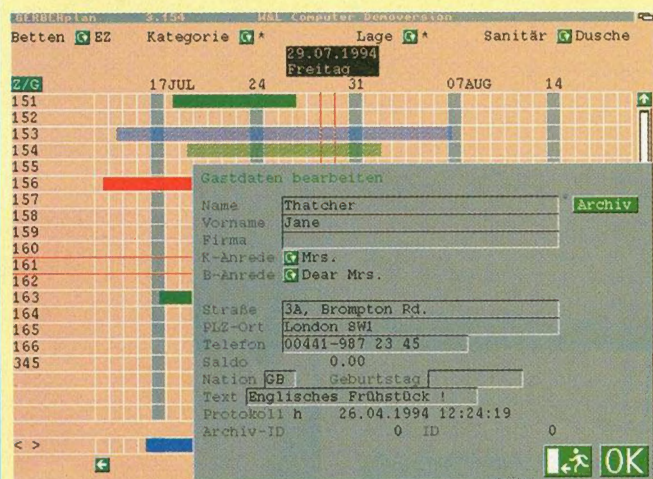 GERBERplan 3.154 W&L Computer Demoversion
Betten EZ Kategorie * Lage * Sanitär Dusche
29.07.1994
Freitag
Z/G 17JUL 24 31 07AUG 14
151
152
153
154
155
156
157
158
159
160
161
162
163
164
165
166
345
< >
Gastdaten bearbeiten
Name Thatcher * Archiv
Vorname Jane
Firma
K-Anrede Mrs.
B-Anrede Dear Mrs.
Straße 3A, Brompton Rd.
PLZ-Ort London SW1
Telefon 00441-987 23 45
Saldo 0.00
Nation GB Geburtstag
Text Englisches Frühstück !
Protokoll h 26.04.1994 12:24:19
Archiv-ID 0 ID 0
OK